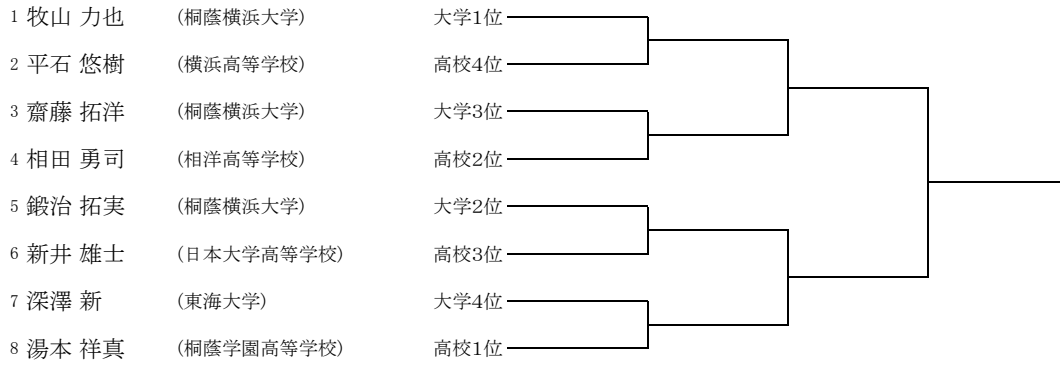 1 牧山 力也 (桐蔭横浜大学) 大学1位
2 平石 悠樹 (横浜高等学校) 高校4位
3 齋藤 拓洋 (桐蔭横浜大学) 大学3位
4 相田 勇司 (相洋高等学校) 高校2位
5 鍛治 拓実 (桐蔭横浜大学) 大学2位
6 新井 雄士 (日本大学高等学校) 高校3位
7 深澤 新 (東海大学) 大学4位
8 湯本 祥真 (桐蔭学園高等学校) 高校1位